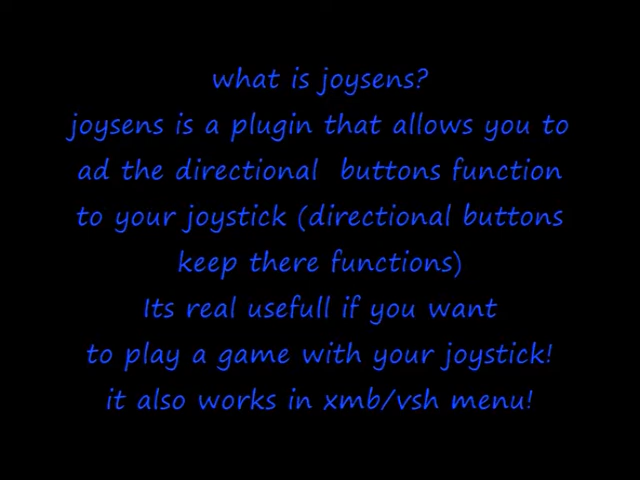 what is joysens?
joysens is a plugin that allows you to
ad the directional buttons function
to your joystick (directional buttons
keep there functions)
Its real usefull if you want
to play a game with your joystick!
it also works in xmb/vsh menu!